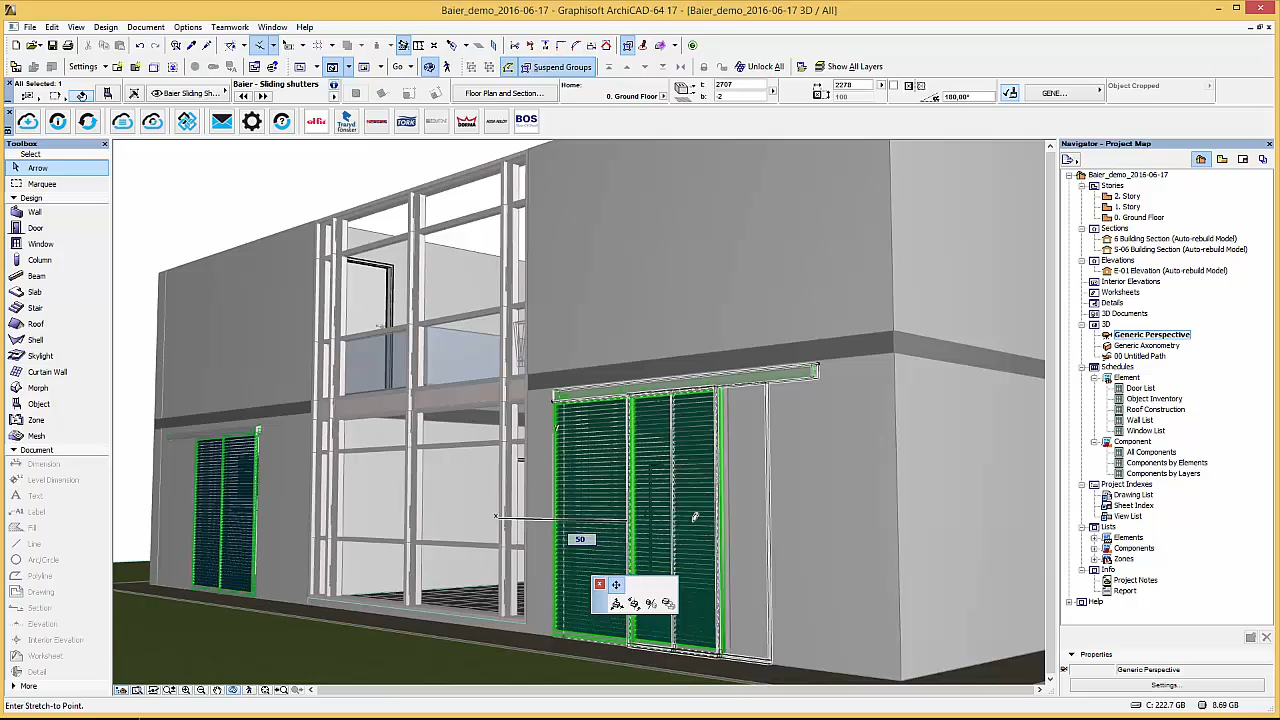 Baier_demo_2016-06-17 - Graphisoft ArchiCAD-64 17 - [Baier_demo_2016-06-17 3D / All]
File Edit View Design Document Options Teamwork Window Help
Settings Go Suspend Groups Unlock All Show All Layers
All Selected: 1
Baier - Sliding shutters
Baier Sliding Sh...
Floor Plan and Section...
Home:
0. Ground Floor
t: 2707
-2
2278
100
100,00°
GENE...
Object Cropped
alfix
Trøryd Fönster
TORK
DORMA
ASSA ABLOY
BOS
Toolbox
Select
Arrow
Marquee
Design
Wall
Door
Window
Column
Beam
Slab
Stair
Roof
Shell
Skylight
Curtain Wall
Morph
Object
Zone
Mesh
Document
Dimension
Level Dimension
Text
Label
Fill
Line
Arc/Circle
Polyline
Drawing
Section
Elevation
Interior Elevation
Worksheet
Detail
More
50
Navigator - Project Map
Baier_demo_2016-06-17
Stories
2. Story
1. Story
0. Ground Floor
Sections
6 Building Section (Auto-rebuild Model)
S-06 Building Section (Auto-rebuild Model)
Elevations
E-01 Elevation (Auto-rebuild Model)
Interior Elevations
Worksheets
Details
3D Documents
3D
Generic Perspective
Generic Axonometry
00 Untitled Path
Schedules
Element
Door List
Object Inventory
Roof Construction
Wall List
Window List
Component
All Components
Components by Elements
Components by Layers
Project Indexes
Drawing List
Sheet Index
View List
Lists
Elements
Components
Zones
Info
Project Notes
Report
Help
Properties
Generic Perspective
Settings...
Enter Stretch-to Point.
C: 222.7 GB
8.69 GB